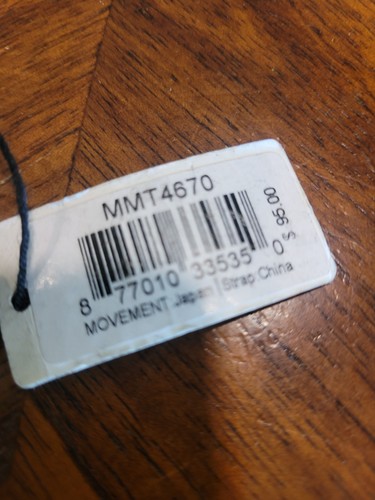 MMT4670
8 77010 33535 0
$ 95.00
MOVEMENT Japan | Strap China